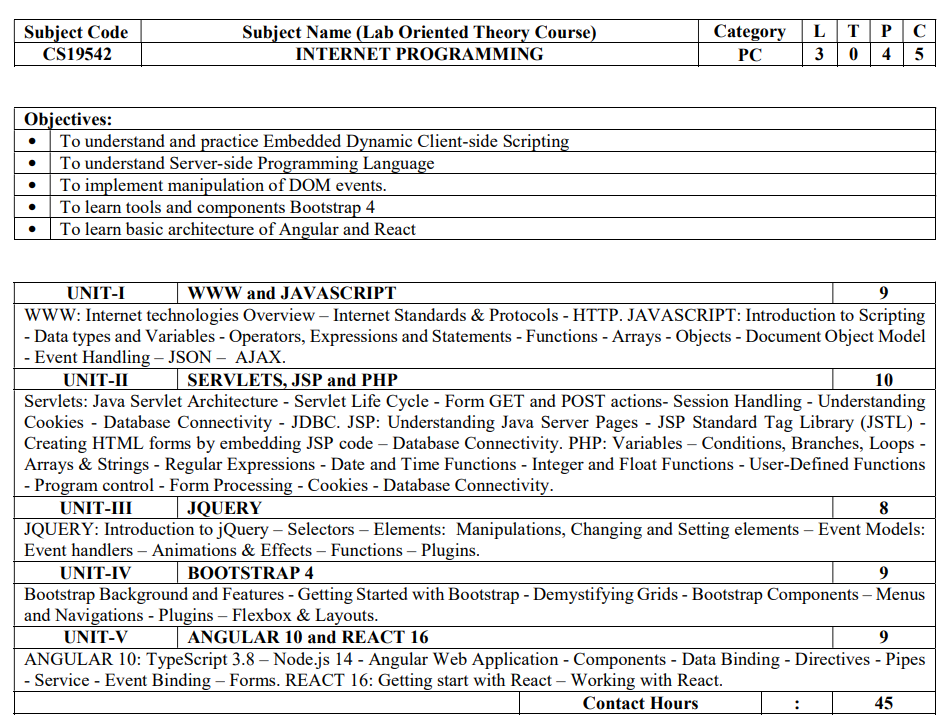 Subject Code Subject Name (Lab Oriented Theory Course) Category L T P C
CS19542 INTERNET PROGRAMMING PC 3 0 4 5
Objectives:
• To understand and practice Embedded Dynamic Client-side Scripting
• To understand Server-side Programming Language
• To implement manipulation of DOM events.
• To learn tools and components Bootstrap 4
• To learn basic architecture of Angular and React
UNIT-I WWW and JAVASCRIPT 9
WWW: Internet technologies Overview – Internet Standards & Protocols - HTTP. JAVASCRIPT: Introduction to Scripting
- Data types and Variables - Operators, Expressions and Statements - Functions - Arrays - Objects - Document Object Model
- Event Handling – JSON – AJAX.
UNIT-II SERVLETS, JSP and PHP 10
Servlets: Java Servlet Architecture - Servlet Life Cycle - Form GET and POST actions- Session Handling - Understanding
Cookies - Database Connectivity - JDBC. JSP: Understanding Java Server Pages - JSP Standard Tag Library (JSTL) -
Creating HTML forms by embedding JSP code – Database Connectivity. PHP: Variables – Conditions, Branches, Loops -
Arrays & Strings - Regular Expressions - Date and Time Functions - Integer and Float Functions - User-Defined Functions
- Program control - Form Processing - Cookies - Database Connectivity.
UNIT-III JQUERY 8
JQUERY: Introduction to jQuery – Selectors – Elements: Manipulations, Changing and Setting elements – Event Models:
Event handlers – Animations & Effects – Functions – Plugins.
UNIT-IV BOOTSTRAP 4 9
Bootstrap Background and Features - Getting Started with Bootstrap - Demystifying Grids - Bootstrap Components – Menus
and Navigations - Plugins – Flexbox & Layouts.
UNIT-V ANGULAR 10 and REACT 16 9
ANGULAR 10: TypeScript 3.8 – Node.js 14 - Angular Web Application - Components - Data Binding - Directives - Pipes
- Service - Event Binding – Forms. REACT 16: Getting start with React – Working with React.
Contact Hours : 45